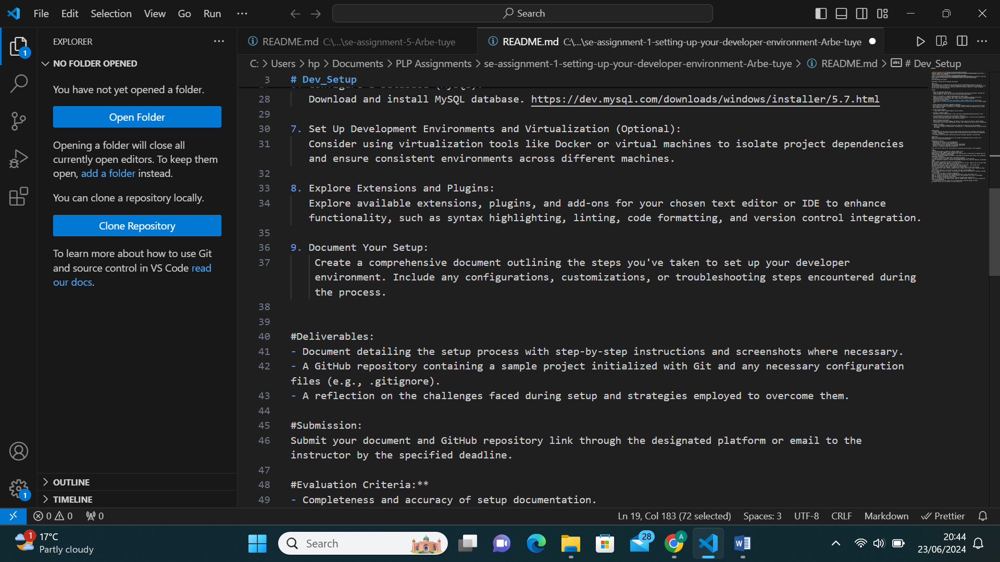 File Edit Selection View Go Run ···
Search
EXPLORER
NO FOLDER OPENED
You have not yet opened a folder.
Open Folder
Opening a folder will close all
currently open editors. To keep them
open, add a folder instead.
You can clone a repository locally.
Clone Repository
To learn more about how to use Git
and source control in VS Code read
our docs.
OUTLINE
TIMELINE
1
1
README.md C:\...\se-assignment-5-Arbe-tuye
README.md C:\...\se-assignment-1-setting-up-your-developer-environment-Arbe-tuye
C: > Users > hp > Documents > PLP Assignments > se-assignment-1-setting-up-your-developer-environment-Arbe-tuye > README.md > # Dev_Setup
3 # Dev_Setup
28 Download and install MySQL database. https://dev.mysql.com/downloads/windows/installer/5.7.html
29
30 7. Set Up Development Environments and Virtualization (Optional):
31 Consider using virtualization tools like Docker or virtual machines to isolate project dependencies
and ensure consistent environments across different machines.
32
33 8. Explore Extensions and Plugins:
34 Explore available extensions, plugins, and add-ons for your chosen text editor or IDE to enhance
functionality, such as syntax highlighting, linting, code formatting, and version control integration.
35
36 9. Document Your Setup:
37 Create a comprehensive document outlining the steps you've taken to set up your developer
environment. Include any configurations, customizations, or troubleshooting steps encountered during
the process.
38
39
40 #Deliverables:
41 - Document detailing the setup process with step-by-step instructions and screenshots where necessary.
42 - A GitHub repository containing a sample project initialized with Git and any necessary configuration
files (e.g., .gitignore).
43 - A reflection on the challenges faced during setup and strategies employed to overcome them.
44
45 #Submission:
46 Submit your document and GitHub repository link through the designated platform or email to the
instructor by the specified deadline.
47
48 #Evaluation Criteria:**
49 - Completeness and accuracy of setup documentation.
0 0 0
Ln 19, Col 183 (72 selected) Spaces: 3 UTF-8 CRLF Markdown Prettier
1 17°C
Partly cloudy
Search
28
A
20:44
23/06/2024